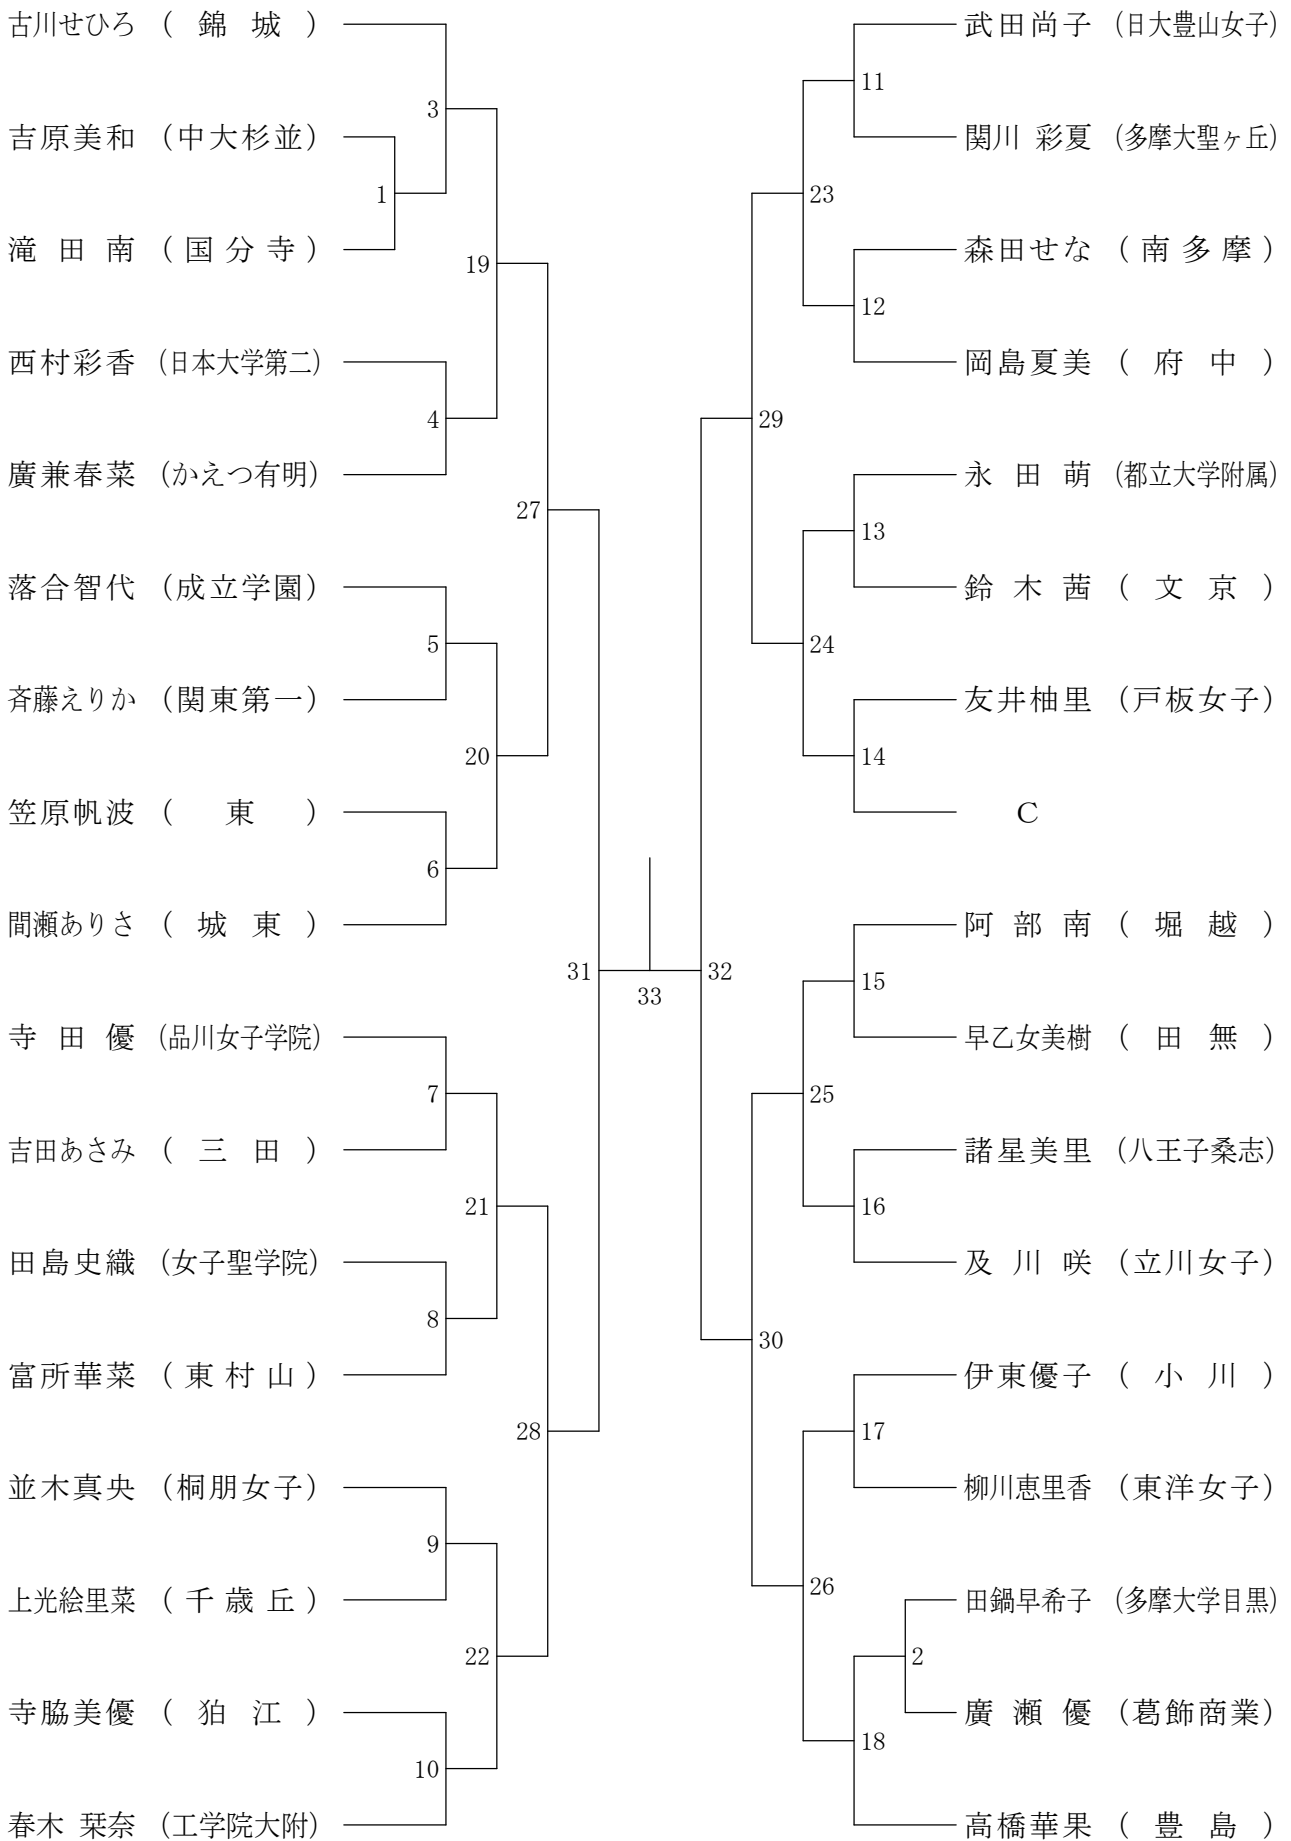 古川せひろ （錦城）
3
吉原美和 （中大杉並）
1
滝田南 （国分寺）
19
西村彩香 （日本大学第二）
4
廣兼春菜 （かえつ有明）
27
落合智代 （成立学園）
5
斉藤えりか （関東第一）
20
笠原帆波 （東）
6
間瀬ありさ （城東）
31
33
寺田優 （品川女子学院）
7
吉田あさみ （三田）
21
田島史織 （女子聖学院）
8
富所華菜 （東村山）
28
並木真央 （桐朋女子）
9
上光絵里菜 （千歳丘）
22
寺脇美優 （狛江）
10
春木 栞奈 （工学院大附）
武田尚子 （日大豊山女子）
11
関川 彩夏 （多摩大聖ヶ丘）
23
森田せな （南多摩）
12
岡島夏美 （府中）
29
永田萌 （都立大学附属）
13
鈴木茜 （文京）
24
友井柚里 （戸板女子）
14
C
阿部南 （堀越）
32
15
早乙女美樹 （田無）
25
諸星美里 （八王子桑志）
16
及川咲 （立川女子）
30
伊東優子 （小川）
17
柳川恵里香 （東洋女子）
26
田鍋早希子 （多摩大学目黒）
2
廣瀬優 （葛飾商業）
18
高橋華果 （豊島）